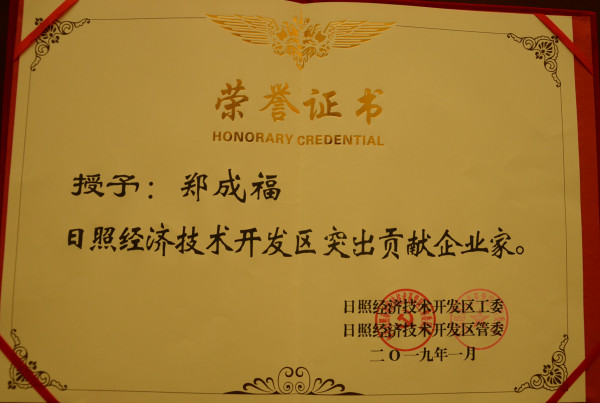 荣誉证书
HONORARY CREDENTIAL
授予：郑成福
日照经济技术开发区突出贡献企业家。
日照经济技术开发区工委
日照经济技术开发区管委
二〇一九年一月